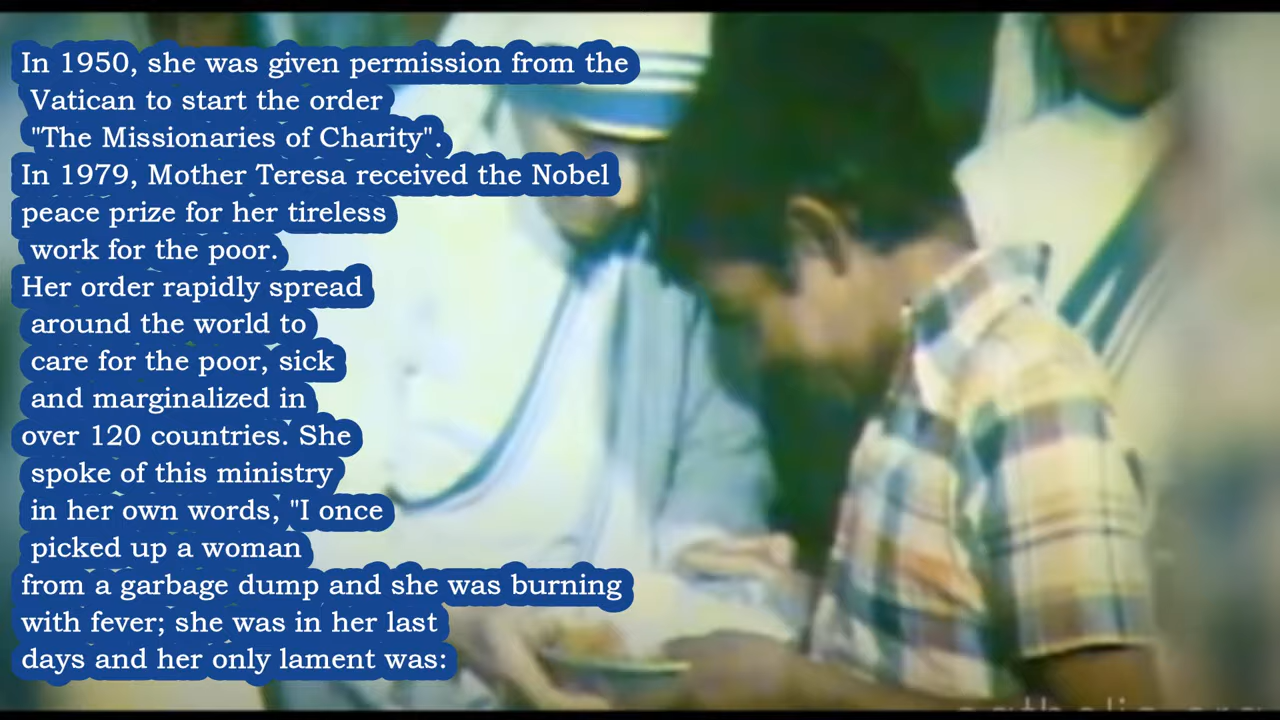 In 1950, she was given permission from the
Vatican to start the order
"The Missionaries of Charity".
In 1979, Mother Teresa received the Nobel
peace prize for her tireless
work for the poor.
Her order rapidly spread
around the world to
care for the poor, sick
and marginalized in
over 120 countries. She
spoke of this ministry
in her own words, "I once
picked up a woman
from a garbage dump and she was burning
with fever; she was in her last
days and her only lament was: